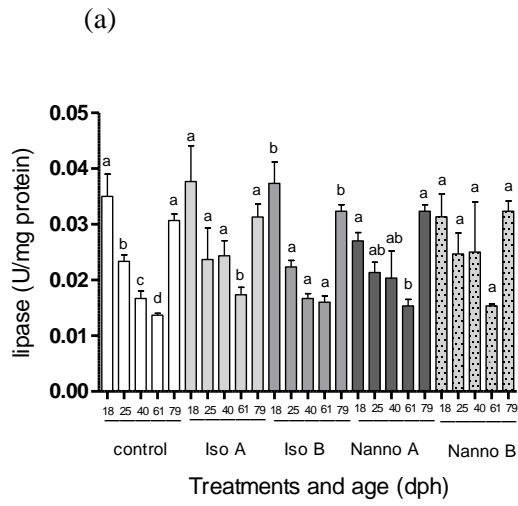 (a)
0.05
a
b
a
a
a
b
0.04
a
a
a
a
a
b
a
a
a
ab
ab
0.03
b
a
a
c
b
d
a
0.02
0.01
0.00
lipase (U/mg protein)
18 25 40 61 79 18 25 40 61 79 18 25 40 61 79 18 25 40 61 79 18 25 40 61 79
control Iso A Iso B Nanno A Nanno B
Treatments and age (dph)